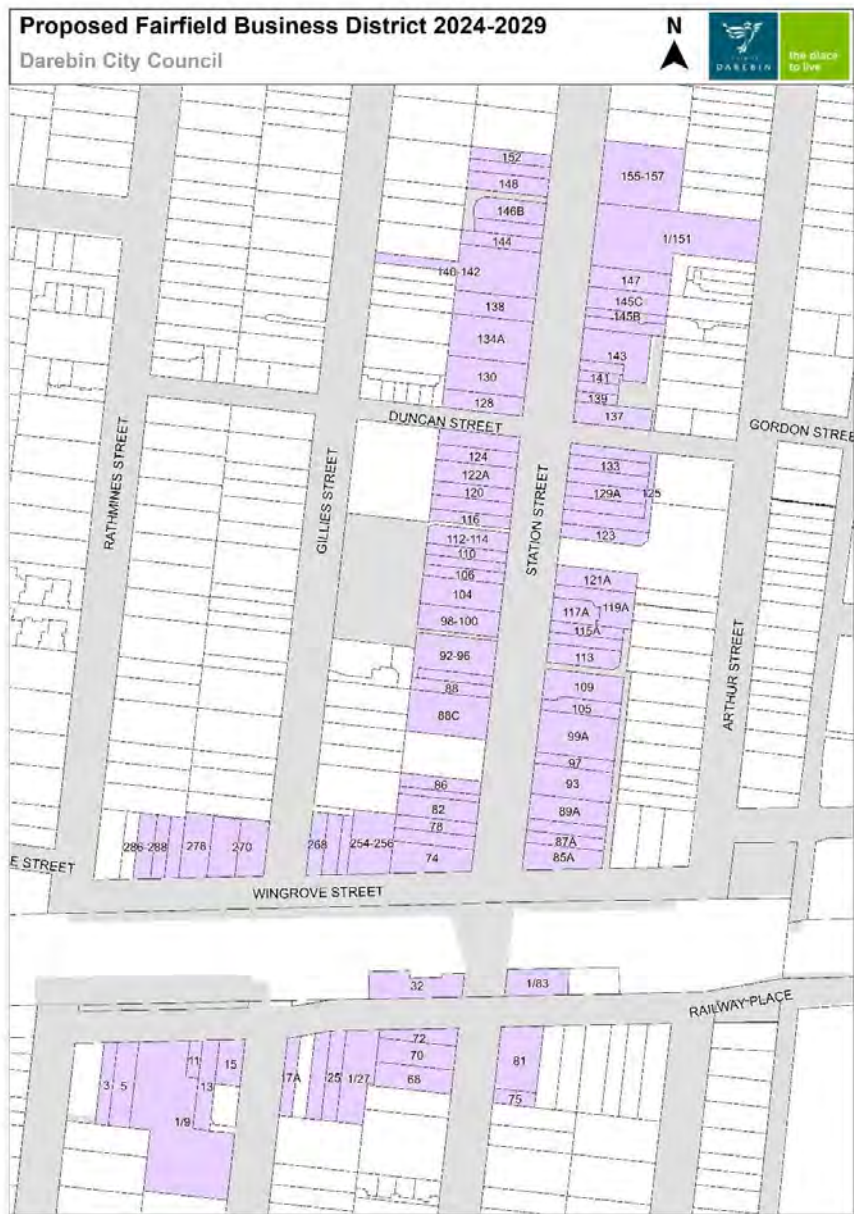 Proposed Fairfield Business District 2024-2029
Darebin City Council
N
DAREBIN
the place
to live
152
148
146B
144
140-142
138
134A
130
128
155-157
1/151
147
145C
145B
143
141
139
137
DUNCAN STREET
GORDON STREE
RATHMINES STREET
GILLIES STREET
STATION STREET
ARTHUR STREET
124
122A
120
116
112-114
110
106
104
98-100
92-96
88
88C
86
82
78
74
133
129A
125
123
121A
117A
119A
115A
113
109
105
99A
97
93
89A
87A
85A
286
288
278
270
268
254-256
E STREET
WINGROVE STREET
32
1/83
RAILWAY PLACE
3
5
1/9
11
13
15
17A
25
1/27
72
70
68
81
75